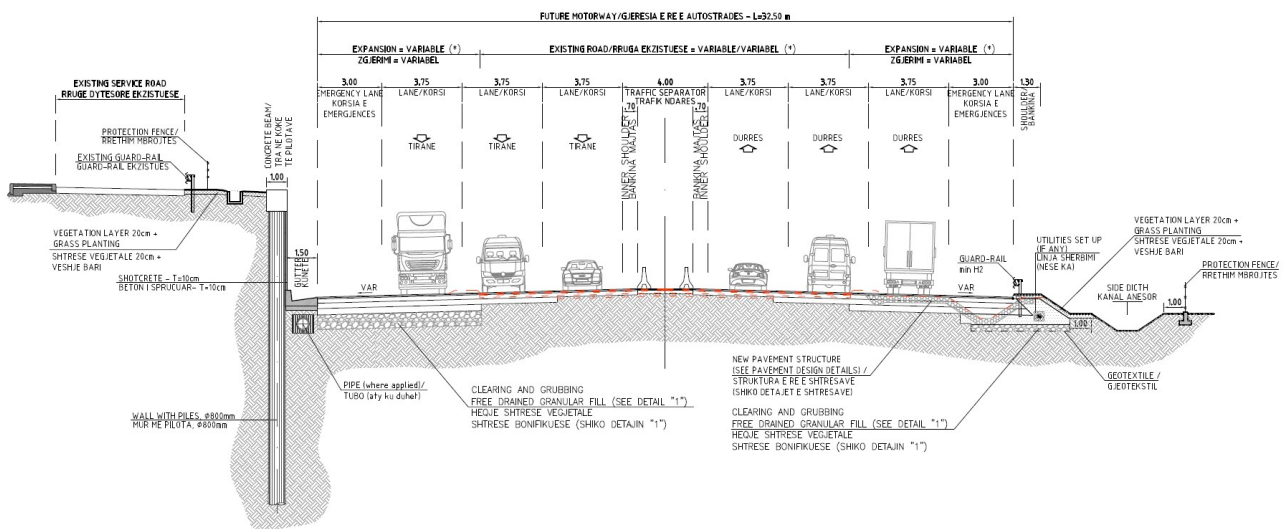 FUTURE MOTORWAY/GJERESIA E RE E AUTOSTRADES - L=32,50 m
EXPANSION = VARIABLE (*)
ZGJERIMI = VARIABEL
EXISTING ROAD/RRUGA EKZISTUESE = VARIABLE/VARIABEL (*)
EXPANSION = VARIABLE (*)
ZGJERIMI = VARIABEL
EXISTING SERVICE ROAD
RRUGE DYTESORE EKZISTUESE
CONCRETE BEAM/
TRA NE KOKE
TE PILOTAVE
1,00
3.00
EMERGENCY LANE
KORSIA E
EMERGJENCES
3.75
LANE/KORSI
3.75
LANE/KORSI
3.75
LANE/KORSI
4.00
TRAFFIC SEPARATOR
TRAFIK NDARES
.70
.70
3.75
LANE/KORSI
3.75
LANE/KORSI
3.75
LANE/KORSI
3.00
EMERGENCY LANE
KORSIA E
EMERGJENCES
1.30
SHOULDER/
BANKINA
INNER SHOULDER
BANKINA MAJTAS
BANKINA MAJTAS
INNER SHOULDER
TIRANE
TIRANE
TIRANE
DURRES
DURRES
DURRES
PROTECTION FENCE/
RRETHIM MBROJTES
EXISTING GUARD-RAIL
GUARD-RAIL EKZISTUES
VEGETATION LAYER 20cm +
GRASS PLANTING
SHTRESE VEGJETALE 20cm +
VESHJE BARI
SHOTCRETE - T=10cm
BETON I SPRUCUAR- T=10cm
1,50
GUTTER
KUNETE
VAR
VAR
GUARD-RAIL
min H2
UTILITIES SET UP
(IF ANY)
LINJA SHERBIMI
(NESE KA)
VEGETATION LAYER 20cm +
GRASS PLANTING
SHTRESE VEGJETALE 20cm +
VESHJE BARI
PROTECTION FENCE/
RRETHIM MBROJTES
SIDE DICTH
KANAL ANESOR
1,00
1,00
PIPE (where applied)/
TUBO (aty ku duhet)
WALL WITH PILES, Φ800mm
MUR ME PILOTA, Φ800mm
CLEARING AND GRUBBING
FREE DRAINED GRANULAR FILL (SEE DETAIL "1")
HEQJE SHTRESE VEGJETALE
SHTRESE BONIFIKUESE (SHIKO DETAJIN "1")
NEW PAVEMENT STRUCTURE
(SEE PAVEMENT DESIGN DETAILS) /
STRUKTURA E RE E SHTRESAVE
(SHIKO DETAJET E SHTRESAVE)
CLEARING AND GRUBBING
FREE DRAINED GRANULAR FILL (SEE DETAIL "1")
HEQJE SHTRESE VEGJETALE
SHTRESE BONIFIKUESE (SHIKO DETAJIN "1")
GEOTEXTILE /
GJEOTEKSTIL